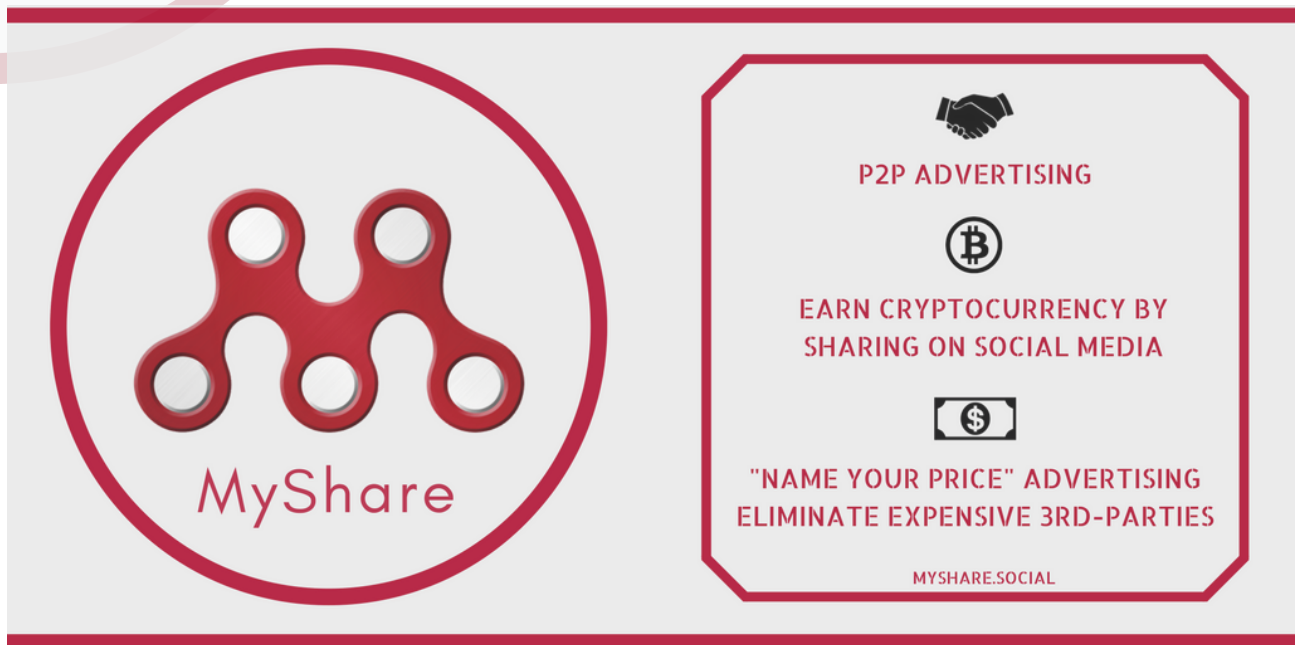 MyShare
P2P ADVERTISING
EARN CRYPTOCURRENCY BY
SHARING ON SOCIAL MEDIA
"NAME YOUR PRICE" ADVERTISING
ELIMINATE EXPENSIVE 3RD-PARTIES
MYSHARE.SOCIAL